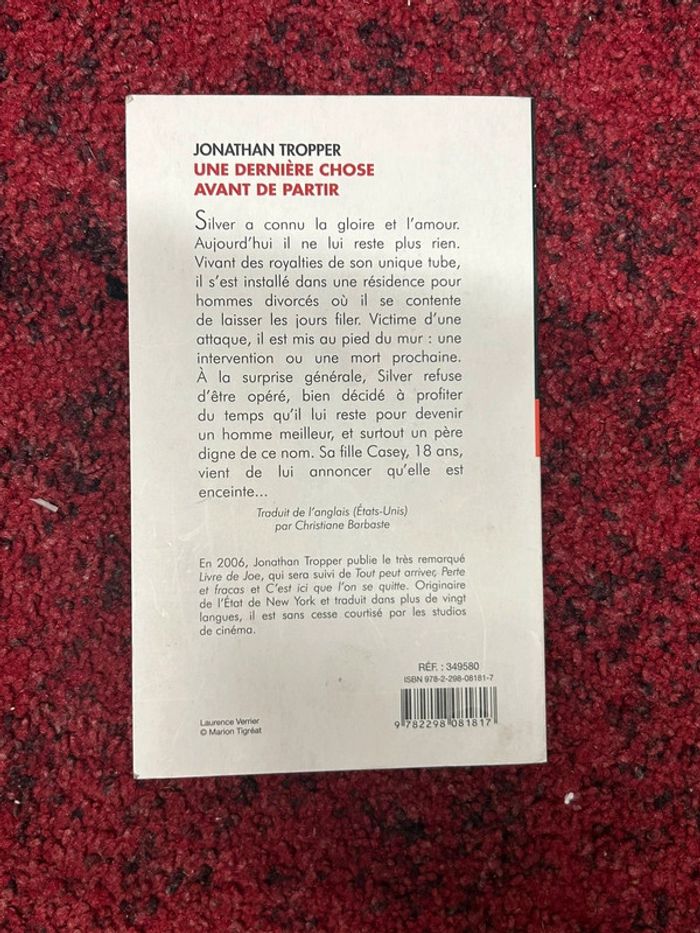 JONATHAN TROPPER
UNE DERNIÈRE CHOSE
AVANT DE PARTIR
Silver a connu la gloire et l'amour.
Aujourd'hui il ne lui reste plus rien.
Vivant des royalties de son unique tube,
il s'est installé dans une résidence pour
hommes divorcés où il se contente
de laisser les jours filer. Victime d'une
attaque, il est mis au pied du mur : une
intervention ou une mort prochaine.
À la surprise générale, Silver refuse
d'être opéré, bien décidé à profiter
du temps qu'il lui reste pour devenir
un homme meilleur, et surtout un père
digne de ce nom. Sa fille Casey, 18 ans,
vient de lui annoncer qu'elle est
enceinte...
Traduit de l'anglais (États-Unis)
par Christiane Barbaste
En 2006, Jonathan Tropper publie le très remarqué
Livre de Joe, qui sera suivi de Tout peut arriver, Perte
et fracas et C'est ici que l'on se quitte. Originaire
de l'État de New York et traduit dans plus de vingt
langues, il est sans cesse courtisé par les studios
de cinéma.
RÉF. : 349580
ISBN 978-2-298-08181-7
9 782298 081817
Laurence Verrier
© Marion Tigréat